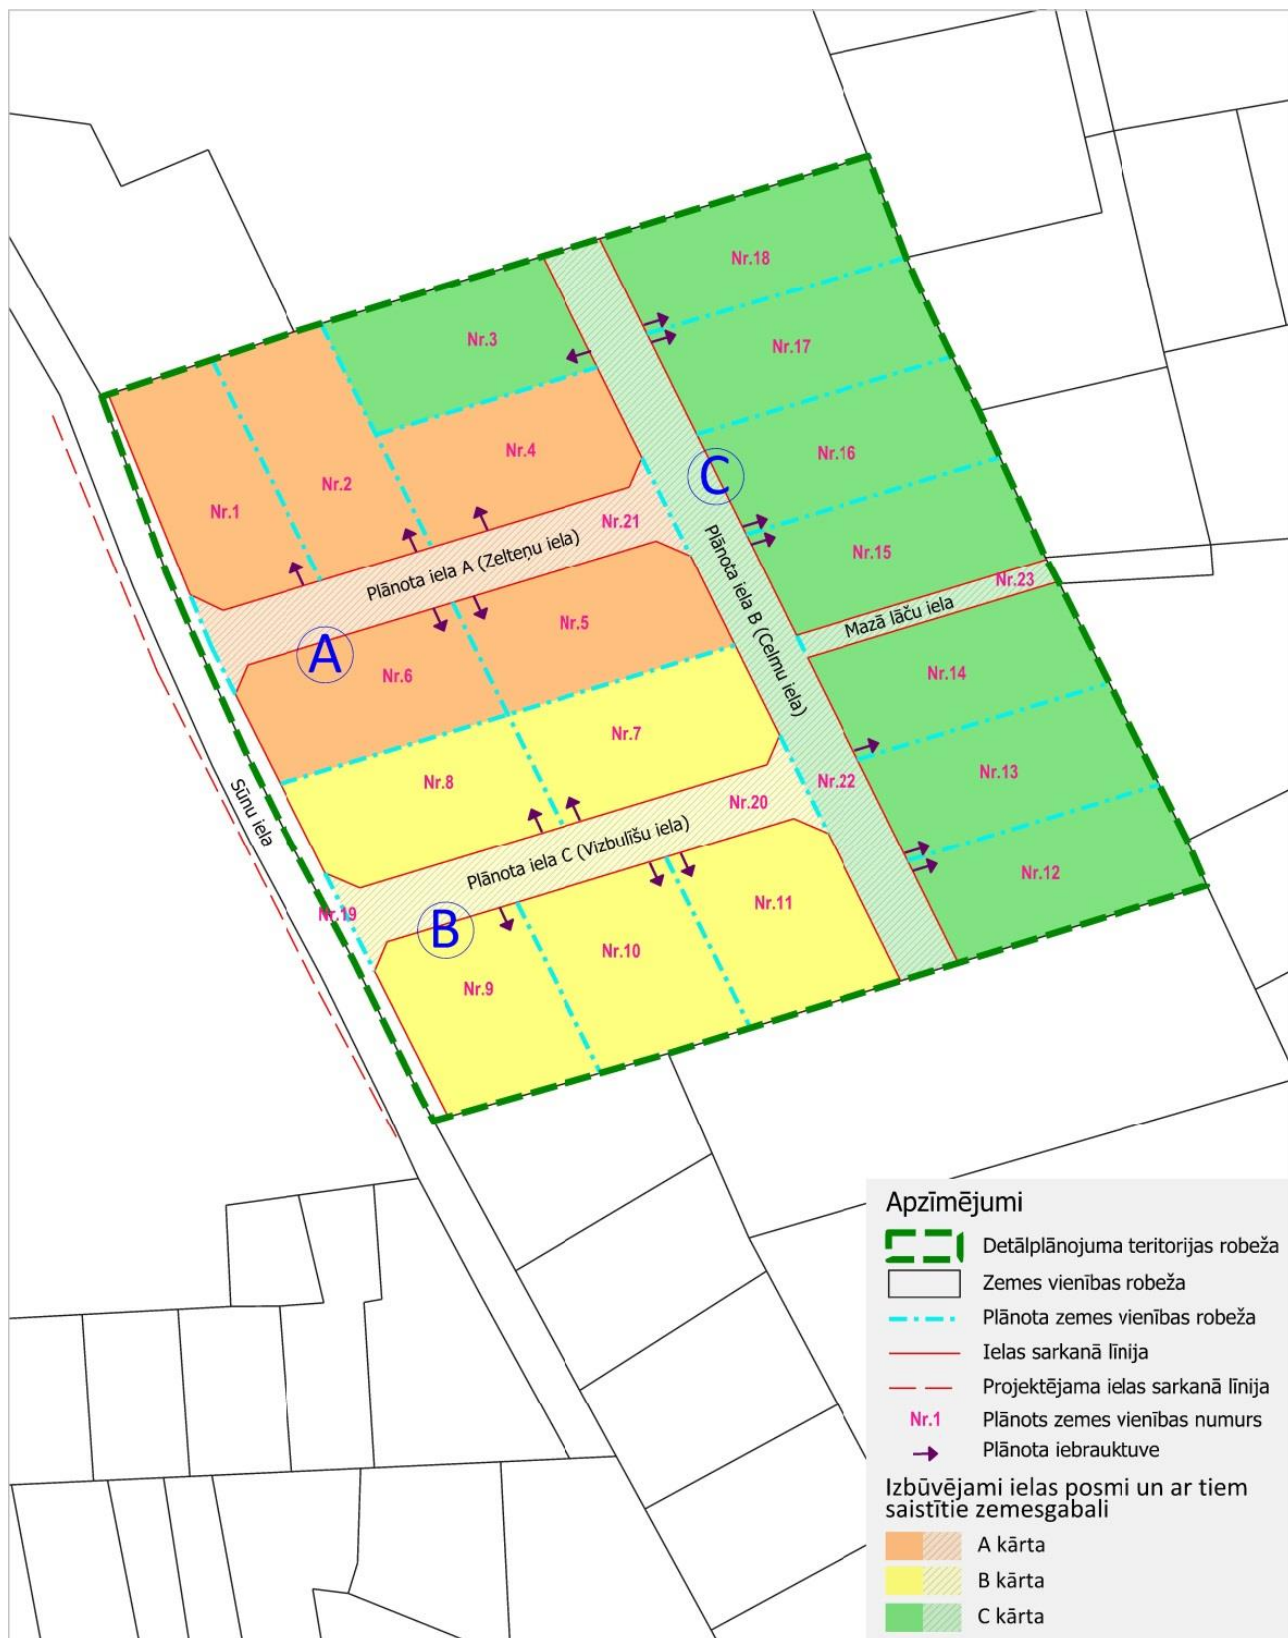 Nr.18
Nr.3
Nr.17
Nr.4
Nr.16
Nr.2
C
Nr.1
Nr.21
Nr.15
Plānota iela A (Zelteņu iela)
Nr.23
Mazā lāču iela
Plānota iela B (Celmu iela)
Nr.5
A
Nr.6
Nr.14
Nr.7
Nr.8
Nr.13
Nr.22
Nr.20
Sūnu iela
Plānota iela C (Vizbulīšu iela)
Nr.12
Nr.19
Nr.11
B
Nr.10
Nr.9
Apzīmējumi
Detālplānojuma teritorijas robeža
Zemes vienības robeža
Plānota zemes vienības robeža
Ielas sarkanā līnija
Projektējama ielas sarkanā līnija
Nr.1 Plānots zemes vienības numurs
Plānota iebrauktuve
Izbūvējami ielas posmi un ar tiem
saistītie zemesgabali
A kārta
B kārta
C kārta